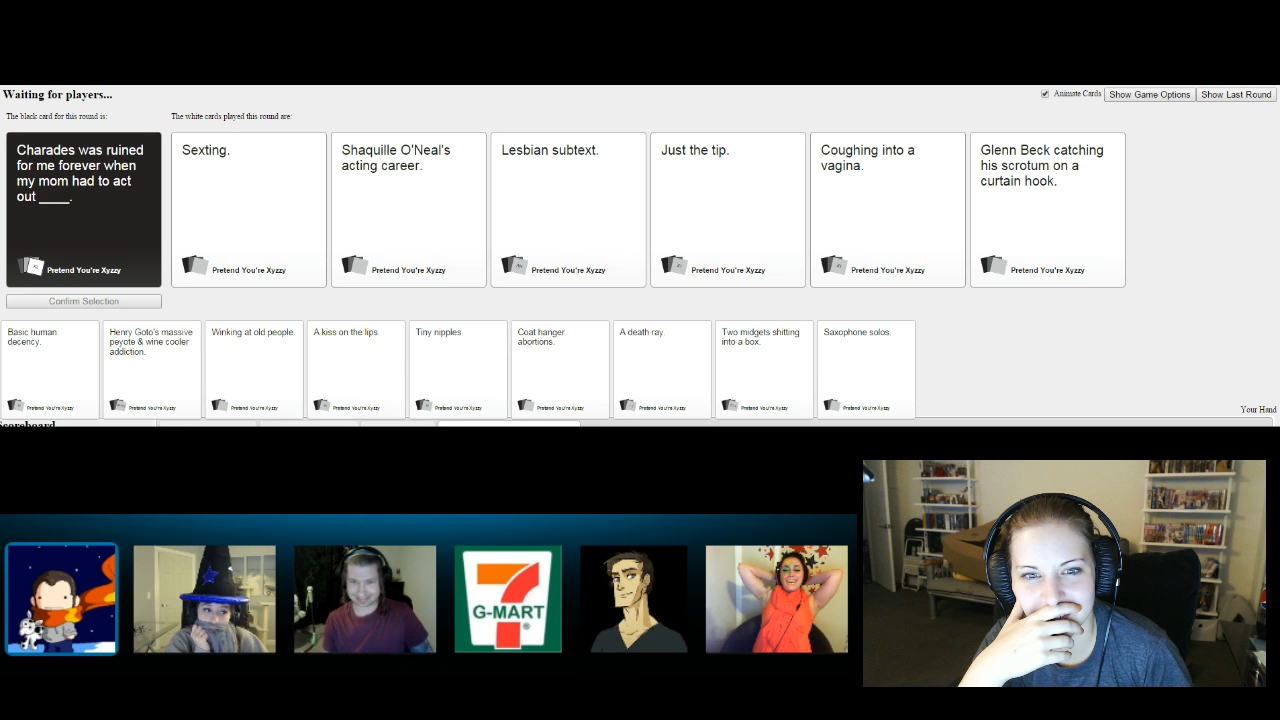 Waiting for players...
Animate Cards
Show Game Options
Show Last Round
The black card for this round is:
The white cards played this round are:
Charades was ruined
for me forever when
my mom had to act
out ____.
Pretend You're Xyzzy
Sexting.
Pretend You're Xyzzy
Shaquille O'Neal's
acting career.
Pretend You're Xyzzy
Lesbian subtext.
Pretend You're Xyzzy
Just the tip.
Pretend You're Xyzzy
Coughing into a
vagina.
Pretend You're Xyzzy
Glenn Beck catching
his scrotum on a
curtain hook.
Pretend You're Xyzzy
Confirm Selection
Basic human
decency.
Pretend You're Xyzzy
Henry Goto's massive
peyote & wine cooler
addiction.
Pretend You're Xyzzy
Winking at old people.
Pretend You're Xyzzy
A kiss on the lips.
Pretend You're Xyzzy
Tiny nipples.
Pretend You're Xyzzy
Coat hanger
abortions.
Pretend You're Xyzzy
A death ray.
Pretend You're Xyzzy
Two midgets shitting
into a box.
Pretend You're Xyzzy
Saxophone solos.
Pretend You're Xyzzy
Your Hand
Scoreboard
7
G-MART